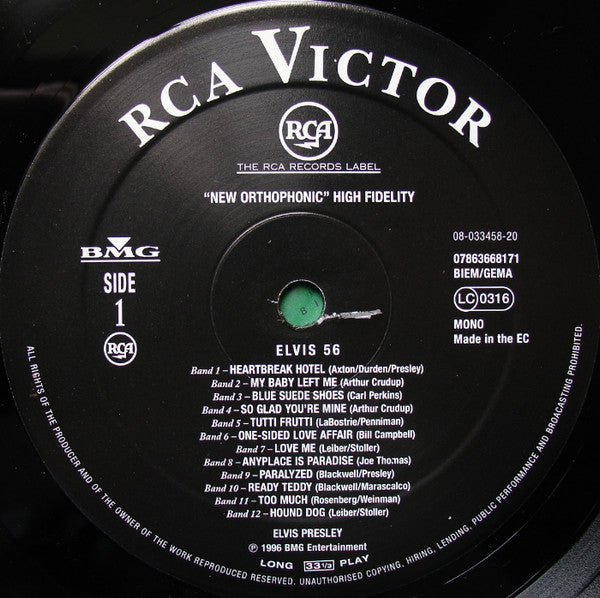 RCA VICTOR
RCA
THE RCA RECORDS LABEL
“NEW ORTHOPHONIC” HIGH FIDELITY
08-033458-20
BMG
07863668171
BIEM/GEMA
SIDE
1
LC 0316
MONO
Made in the EC
RCA
ELVIS 56
Band 1 – HEARTBREAK HOTEL (Axton/Durden/Presley)
Band 2 – MY BABY LEFT ME (Arthur Crudup)
Band 3 – BLUE SUEDE SHOES (Carl Perkins)
Band 4 – SO GLAD YOU'RE MINE (Arthur Crudup)
Band 5 – TUTTI FRUTTI (LaBostrie/Penniman)
Band 6 – ONE-SIDED LOVE AFFAIR (Bill Campbell)
Band 7 – LOVE ME (Leiber/Stoller)
Band 8 – ANYPLACE IS PARADISE (Joe Thomas)
Band 9 – PARALYZED (Blackwell/Presley)
Band 10 – READY TEDDY (Blackwell/Marascalco)
Band 11 – TOO MUCH (Rosenberg/Weinman)
Band 12 – HOUND DOG (Leiber/Stoller)
ELVIS PRESLEY
℗ 1996 BMG Entertainment
LONG 33 1/3 PLAY
ALL RIGHTS OF THE PRODUCER AND OF THE OWNER OF THE WORK REPRODUCED RESERVED. UNAUTHORISED COPYING, HIRING, LENDING, PUBLIC PERFORMANCE AND BROADCASTING PROHIBITED.